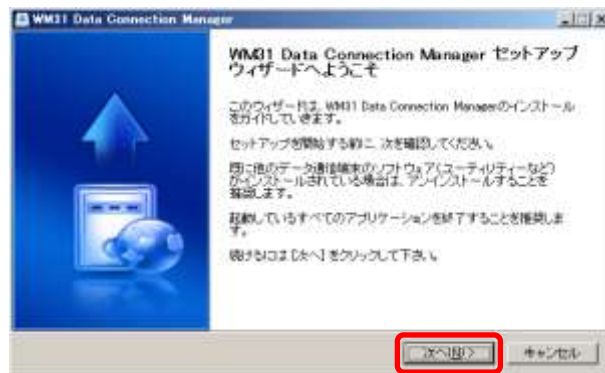 WM31 Data Connection Manager
WM31 Data Connection Manager セットアップ
ウィザードへようこそ
このウィザードは、WM31 Data Connection Managerのインストール
をガイドしていきます。
セットアップを開始する前に、次を確認してください。
既に他のデータ通信端末のソフトウェア(ユーティリティーなど)
がインストールされている場合は、アンインストールすることを
推奨します。
起動しているすべてのアプリケーションを終了することを推奨しま
す。
続けるには [次へ] をクリックして下さい。
次へ(N) >
キャンセル